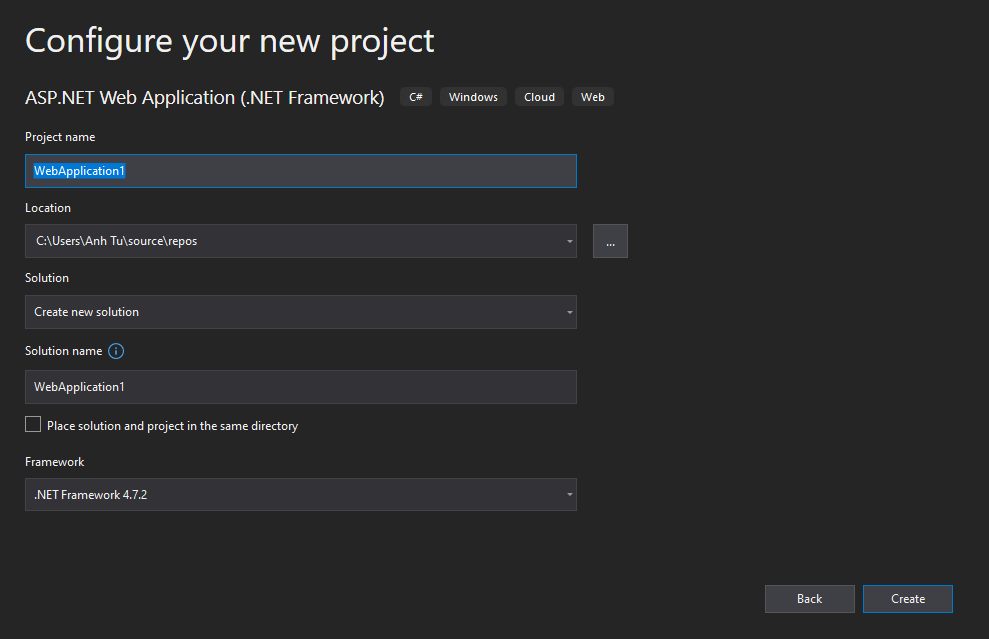 Configure your new project
ASP.NET Web Application (.NET Framework) C# Windows Cloud Web
Project name
WebApplication1
Location
C:\Users\Anh Tu\source\repos
...
Solution
Create new solution
Solution name
WebApplication1
Place solution and project in the same directory
Framework
.NET Framework 4.7.2
Back Create